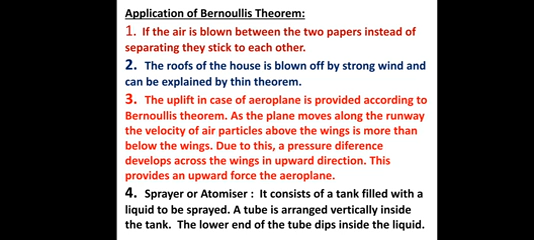 Application of Bernoullis Theorem:
1. If the air is blown between the two papers instead of
separating they stick to each other.
2. The roofs of the house is blown off by strong wind and
can be explained by thin theorem.
3. The uplift in case of aeroplane is provided according to
Bernoullis theorem. As the plane moves along the runway
the velocity of air particles above the wings is more than
below the wings. Due to this, a pressure diference
develops across the wings in upward direction. This
provides an upward force the aeroplane.
4. Sprayer or Atomiser : It consists of a tank filled with a
liquid to be sprayed. A tube is arranged vertically inside
the tank. The lower end of the tube dips inside the liquid.